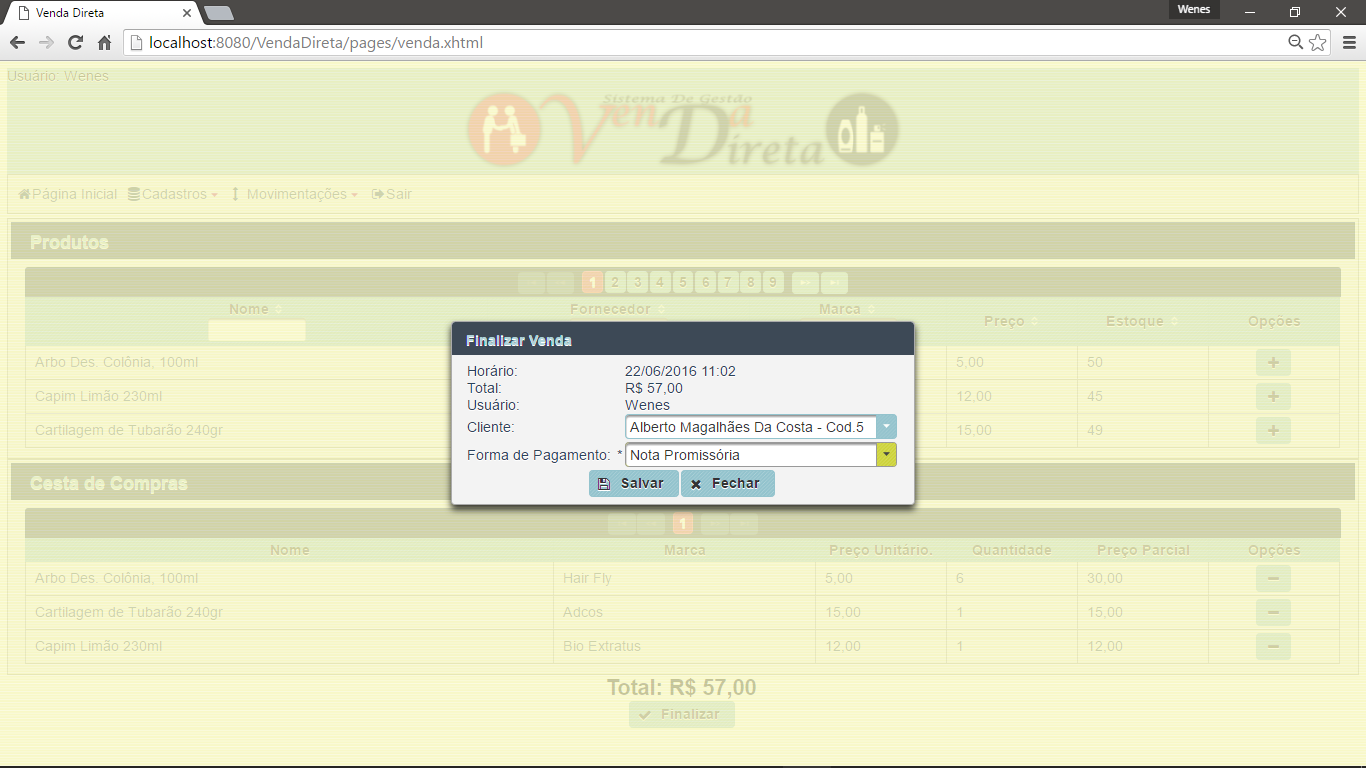 Venda Direta
Wenes
localhost:8080/VendaDireta/pages/venda.xhtml
Usuário: Wenes
Sistema De Gestão
VenDa
Direta
Página Inicial Cadastros Movimentações Sair
Produtos
1 2 3 4 5 6 7 8 9
Nome Fornecedor Marca Preço Estoque Opções
Arbo Des. Colônia, 100ml 5,00 50
Capim Limão 230ml 12,00 45
Cartilagem de Tubarão 240gr 15,00 49
Finalizar Venda
Horário: 22/06/2016 11:02
Total: R$ 57,00
Usuário: Wenes
Cliente: Alberto Magalhães Da Costa - Cod.5
Forma de Pagamento: * Nota Promissória
Salvar Fechar
Cesta de Compras
1
Nome Marca Preço Unitário. Quantidade Preço Parcial Opções
Arbo Des. Colônia, 100ml Hair Fly 5,00 6 30,00
Cartilagem de Tubarão 240gr Adcos 15,00 1 15,00
Capim Limão 230ml Bio Extratus 12,00 1 12,00
Total: R$ 57,00
Finalizar